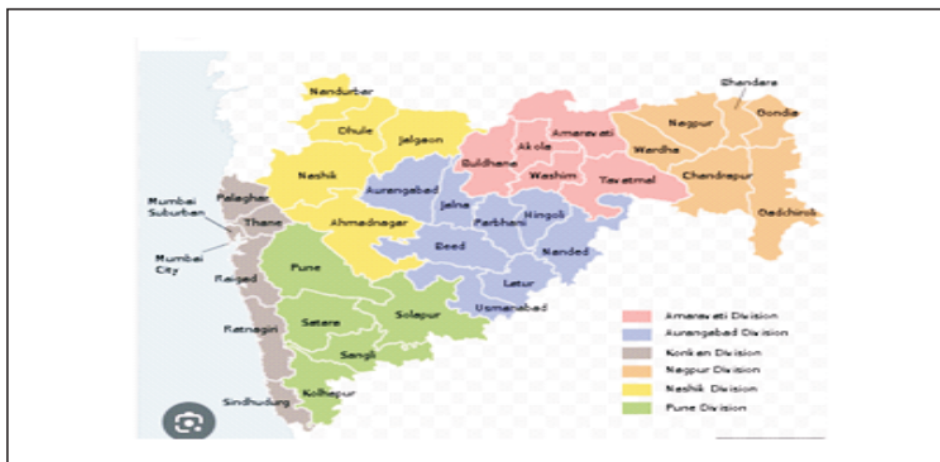 Nandurbar
Bhandara
Dhule
Jalgaon
Amaravati
Nagpur
Gondia
Akola
Wardha
Buldhana
Nashik
Washim
Yavatmal
Chandrapur
Aurangabad
Palaghar
Jalna
Hingoli
Parbhani
Gadchiroli
Mumbai
Suburban
Thane
Ahmadnagar
Beed
Nanded
Mumbai
City
Pune
Raigad
Latur
Usmanabad
Ratnagiri
Satara
Solapur
Sangli
Kolhapur
Sindhudurg
Amaravati Division
Aurangabad Division
Konkan Division
Nagpur Division
Nashik Division
Pune Division